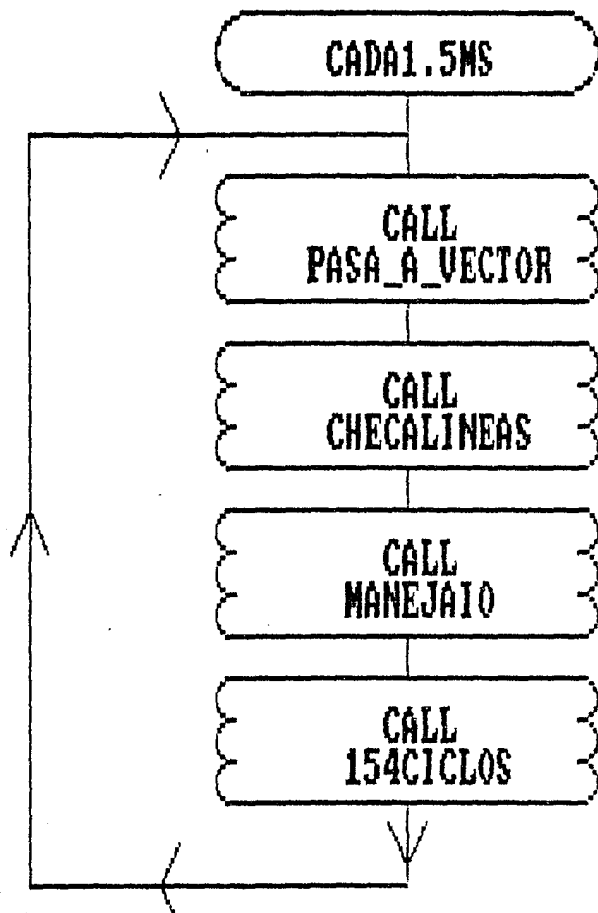 CADA1.5MS
CALL
PASA_A_VECTOR
CALL
CHECALINEAS
CALL
MANEJAIO
CALL
154CICLOS